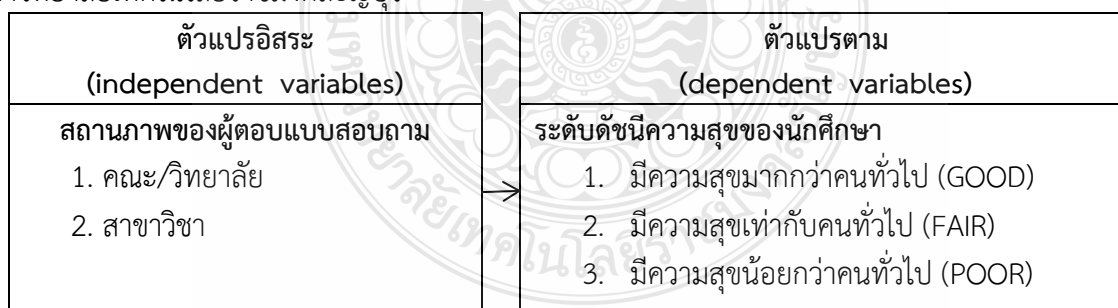 ตัวแปรอิสระ
(independent variables)
สถานภาพของผู้ตอบแบบสอบถาม
1. คณะ/วิทยาลัย
2. สาขาวิชา
ตัวแปรตาม
(dependent variables)
ระดับดัชนีความสุขของนักศึกษา
1. มีความสุขมากกว่าคนทั่วไป (GOOD)
2. มีความสุขเท่ากับคนทั่วไป (FAIR)
3. มีความสุขน้อยกว่าคนทั่วไป (POOR)